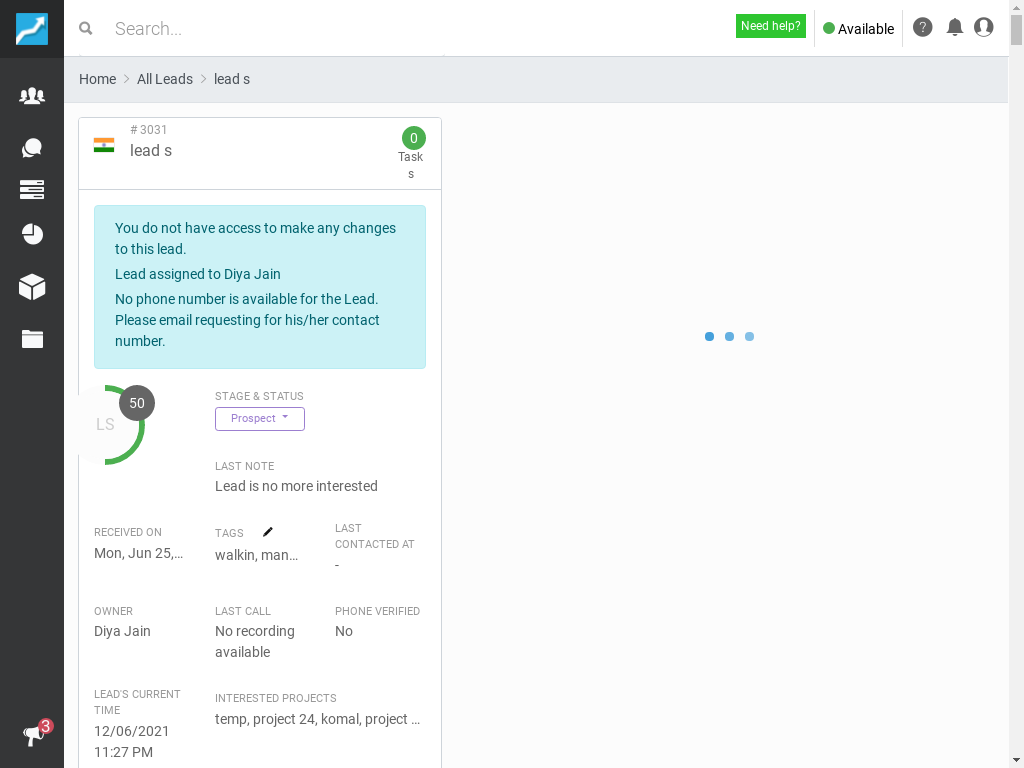 Search...
Need help?
Available
Home
All Leads
lead s
# 3031
lead s
0
Task
s
You do not have access to make any changes
to this lead.
Lead assigned to Diya Jain
No phone number is available for the Lead.
Please email requesting for his/her contact
number.
LS
50
STAGE & STATUS
Prospect
LAST NOTE
Lead is no more interested
RECEIVED ON
Mon, Jun 25,...
TAGS
walkin, man...
LAST
CONTACTED AT
-
OWNER
Diya Jain
LAST CALL
No recording
available
PHONE VERIFIED
No
LEAD'S CURRENT
TIME
12/06/2021
11:27 PM
INTERESTED PROJECTS
temp, project 24, komal, project ...
3